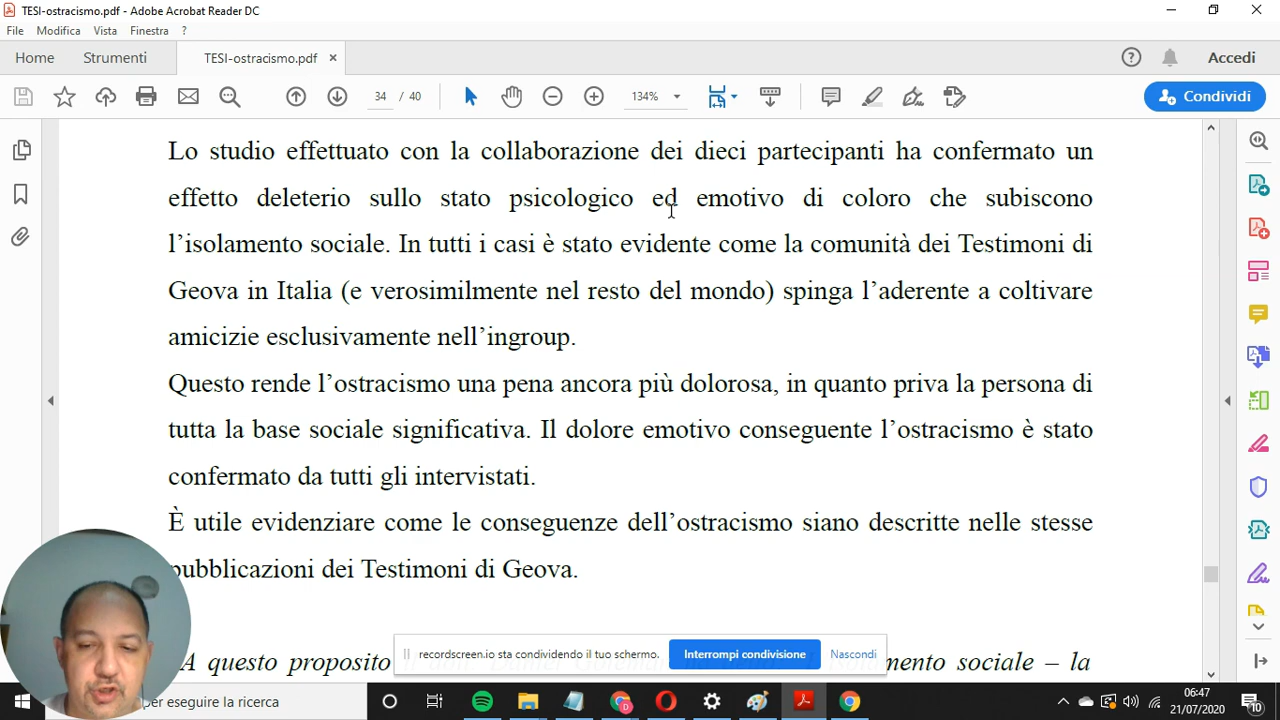 TESI-ostracismo.pdf - Adobe Acrobat Reader DC
File Modifica Vista Finestra ?
Home Strumenti TESI-ostracismo.pdf × Accedi
34 / 40 134% Condividi
Lo studio effettuato con la collaborazione dei dieci partecipanti ha confermato un
effetto deleterio sullo stato psicologico ed emotivo di coloro che subiscono
l’isolamento sociale. In tutti i casi è stato evidente come la comunità dei Testimoni di
Geova in Italia (e verosimilmente nel resto del mondo) spinga l’aderente a coltivare
amicizie esclusivamente nell’ingroup.
Questo rende l’ostracismo una pena ancora più dolorosa, in quanto priva la persona di
tutta la base sociale significativa. Il dolore emotivo conseguente l’ostracismo è stato
confermato da tutti gli intervistati.
È utile evidenziare come le conseguenze dell’ostracismo siano descritte nelle stesse
pubblicazioni dei Testimoni di Geova.
recordscreen.io sta condividendo il tuo schermo. Interrompi condivisione Nascondi
A questo proposito il sociale – la
per eseguire la ricerca
06:47
21/07/2020
10